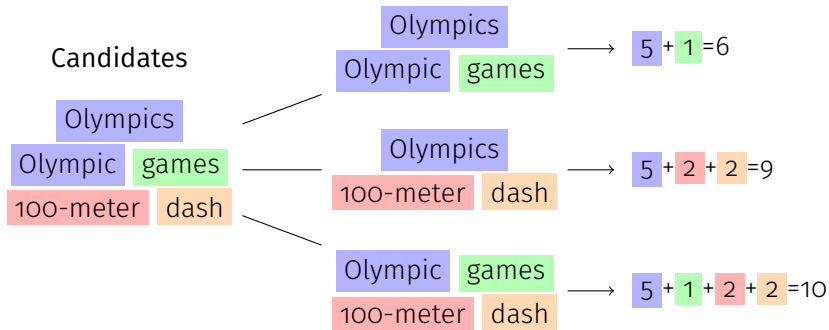 Candidates
Olympics
Olympic games
100-meter dash
Olympics
Olympic games
5+1=6
Olympics
100-meter dash
5+2+2=9
Olympic games
100-meter dash
5+1+2+2=10